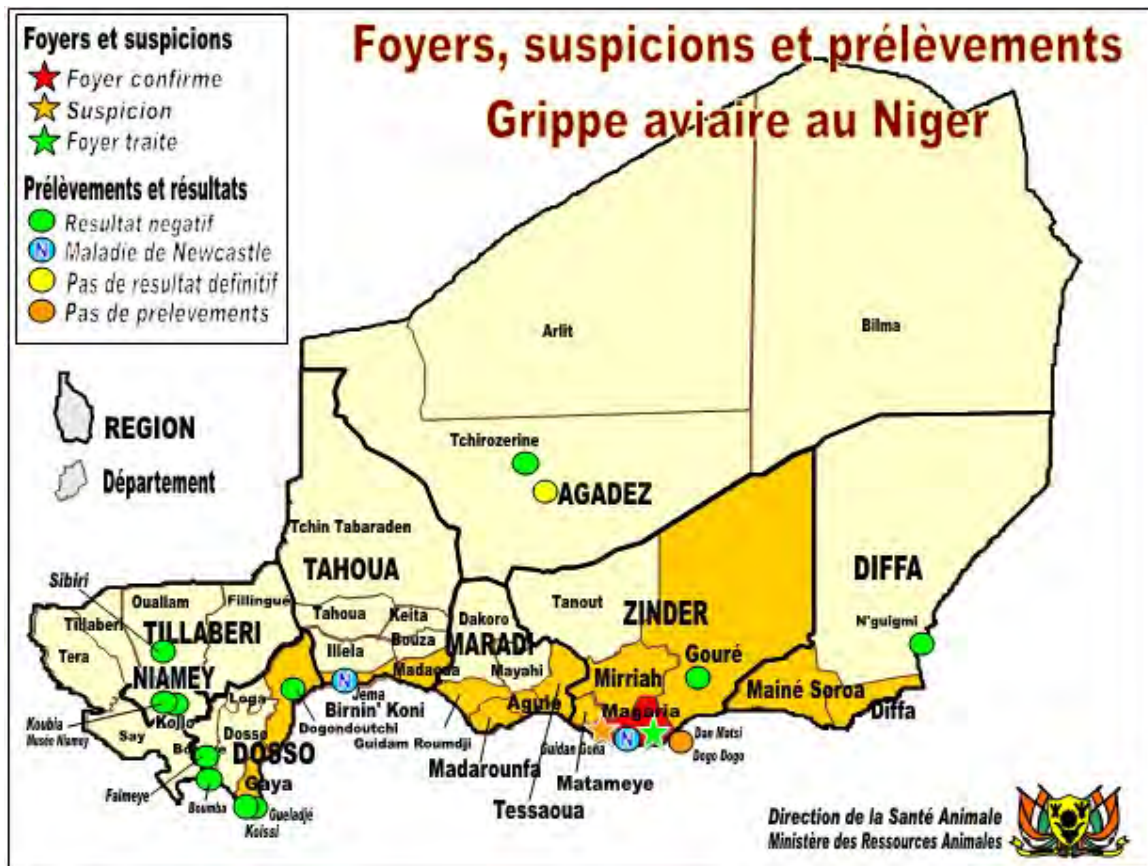 Foyers, suspicions et prélèvements
Grippe aviaire au Niger
Foyers et suspicions
Foyer confirme
Suspicion
Foyer traite
Prélèvements et résultats
Resultat negatif
N Maladie de Newcastle
Pas de resultat definitif
Pas de prelevements
REGION
Département
Arlit
Bilma
Tchirozerine
AGADEZ
Tchin Tabaraden
TAHOUA
Sibiri
Ouallam
Fillingué
Tahoua
Keita
Dakoro
Tanout
ZINDER
DIFFA
N'guigmi
Tillaberi
TILLABERI
Illela
Bouza
MARADI
Tera
Madaoua
Mayahi
Mirriah
Gouré
NIAMEY
N
Jema
Mainé Soroa
Loga
Birnin' Koni
Aguié
Magaria
Diffa
Koubia
Musée Niamey
Kollo
Say
Dosso
Dogondoutchi
Guidam Roumdji
Guidan Gona
N
Dan Matsi
Dogo Dogo
DOSSO
Madarounfa
Matameye
Falmeye
Boumba
Gaya
Tessaoua
Gueladjé
Koissi
Direction de la Santé Animale
Ministère des Ressources Animales